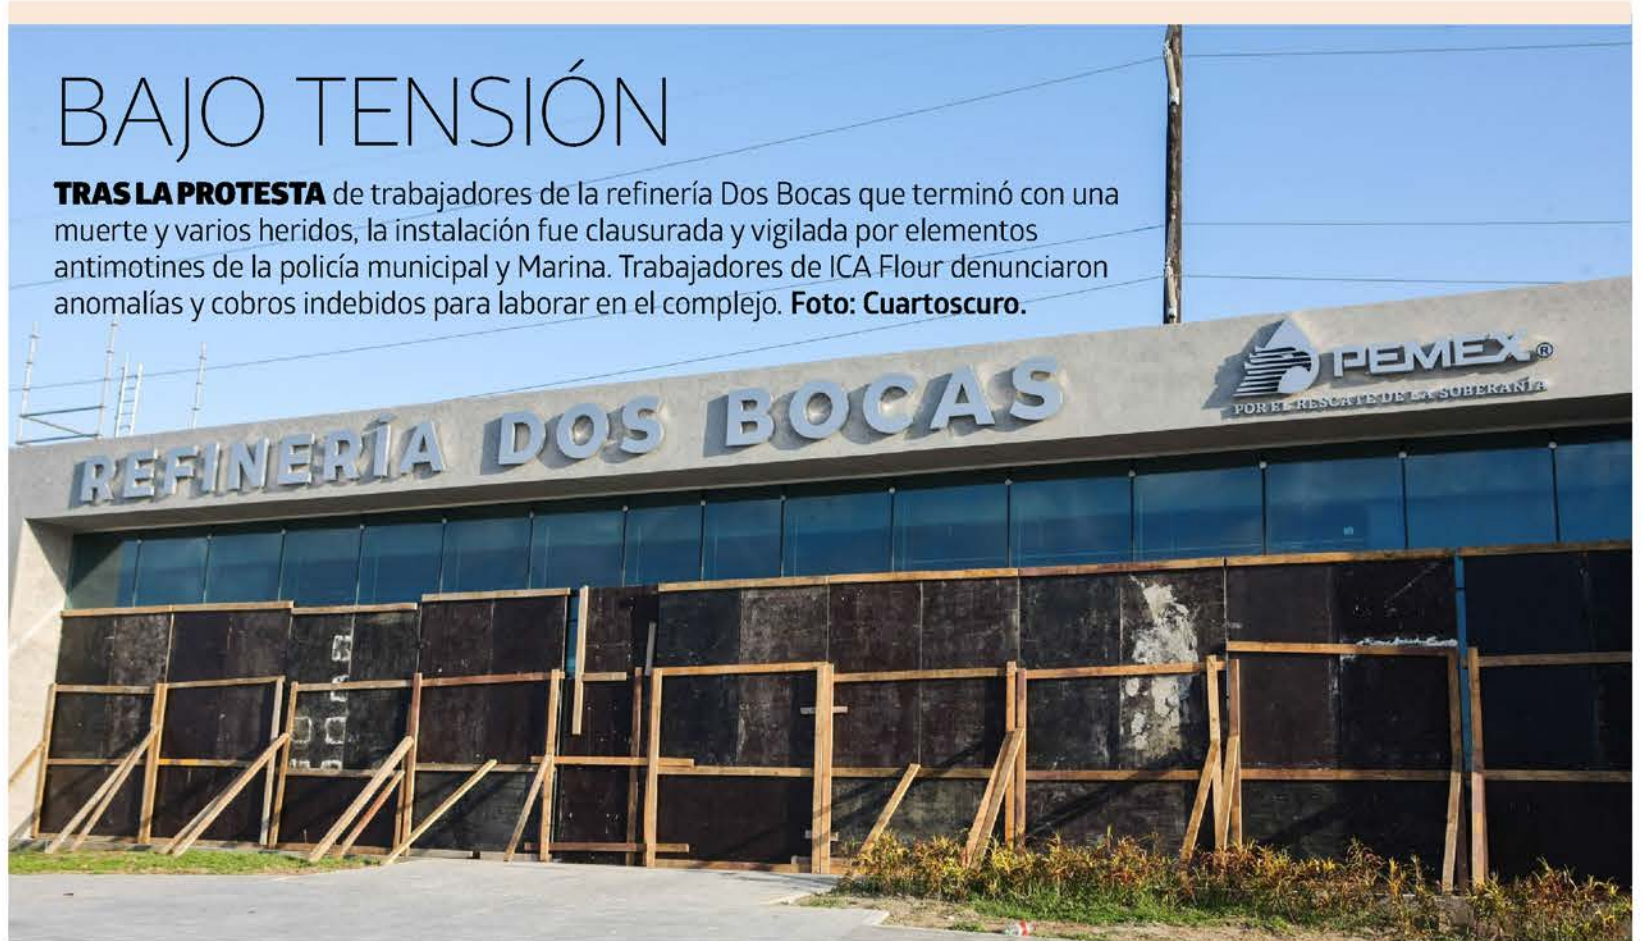 BAJO TENSIÓN
TRAS LA PROTESTA de trabajadores de la refinería Dos Bocas que terminó con una
muerte y varios heridos, la instalación fue clausurada y vigilada por elementos
antimotines de la policía municipal y Marina. Trabajadores de ICA Flour denunciaron
anomalías y cobros indebidos para laborar en el complejo. Foto: Cuartoscuro.
REFINERÍA DOS BOCAS
PEMEX®
POR EL RESCATE DE LA SOBERANÍA